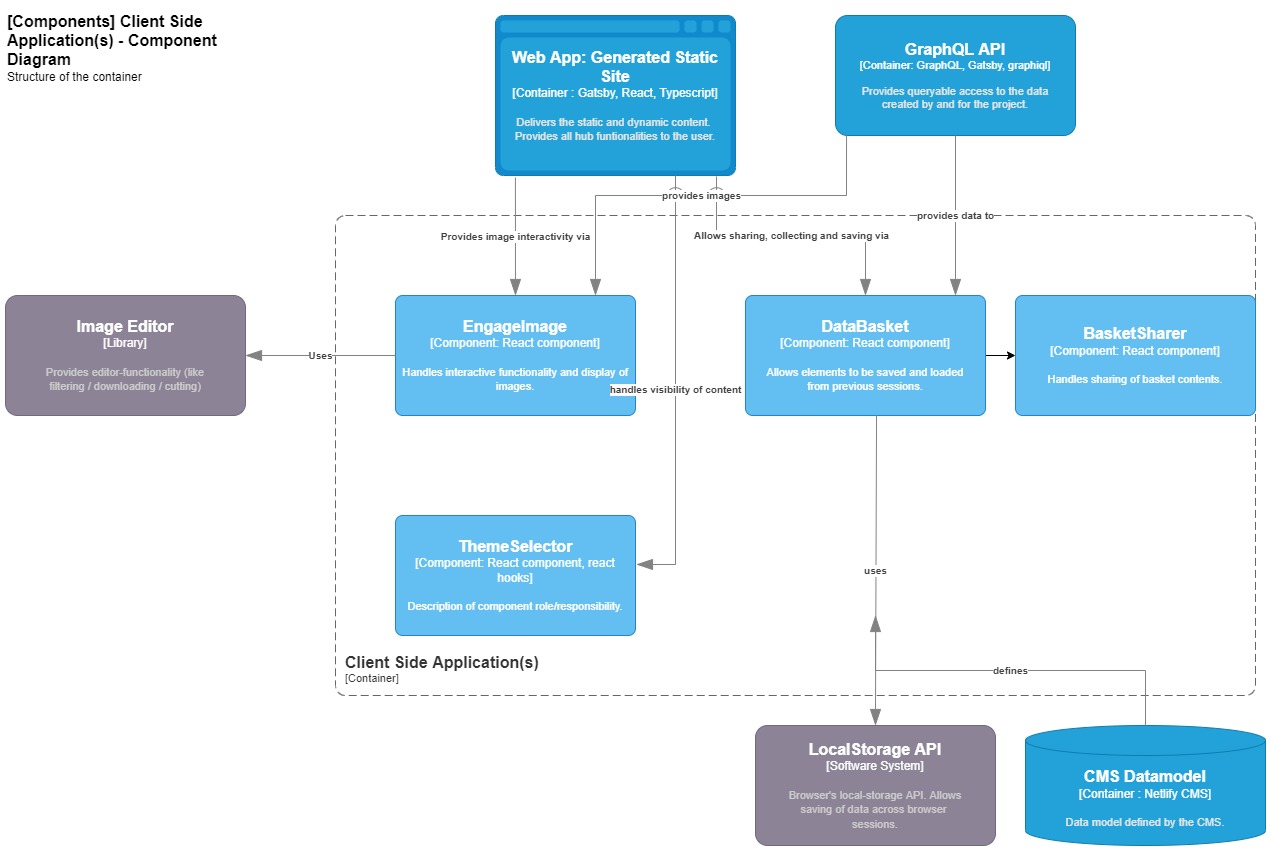 [Components] Client Side
Application(s) - Component
Diagram
Structure of the container
Web App: Generated Static
Site
[Container : Gatsby, React, Typescript]
Delivers the static and dynamic content.
Provides all hub funtionalities to the user.
GraphQL API
[Container: GraphQL, Gatsby, graphiql]
Provides queryable access to the data
created by and for the project.
provides images
provides data to
Provides image interactivity via
Allows sharing, collecting and saving via
Image Editor
[Library]
Provides editor-functionality (like
filtering / downloading / cutting)
Uses
EngageImage
[Component: React component]
Handles interactive functionality and display of
images.
handles visibility of content
DataBasket
[Component: React component]
Allows elements to be saved and loaded
from previous sessions.
BasketSharer
[Component: React component]
Handles sharing of basket contents.
ThemeSelector
[Component: React component, react
hooks]
Description of component role/responsibility.
uses
Client Side Application(s)
[Container]
defines
LocalStorage API
[Software System]
Browser's local-storage API. Allows
saving of data across browser
sessions.
CMS Datamodel
[Container : Netlify CMS]
Data model defined by the CMS.